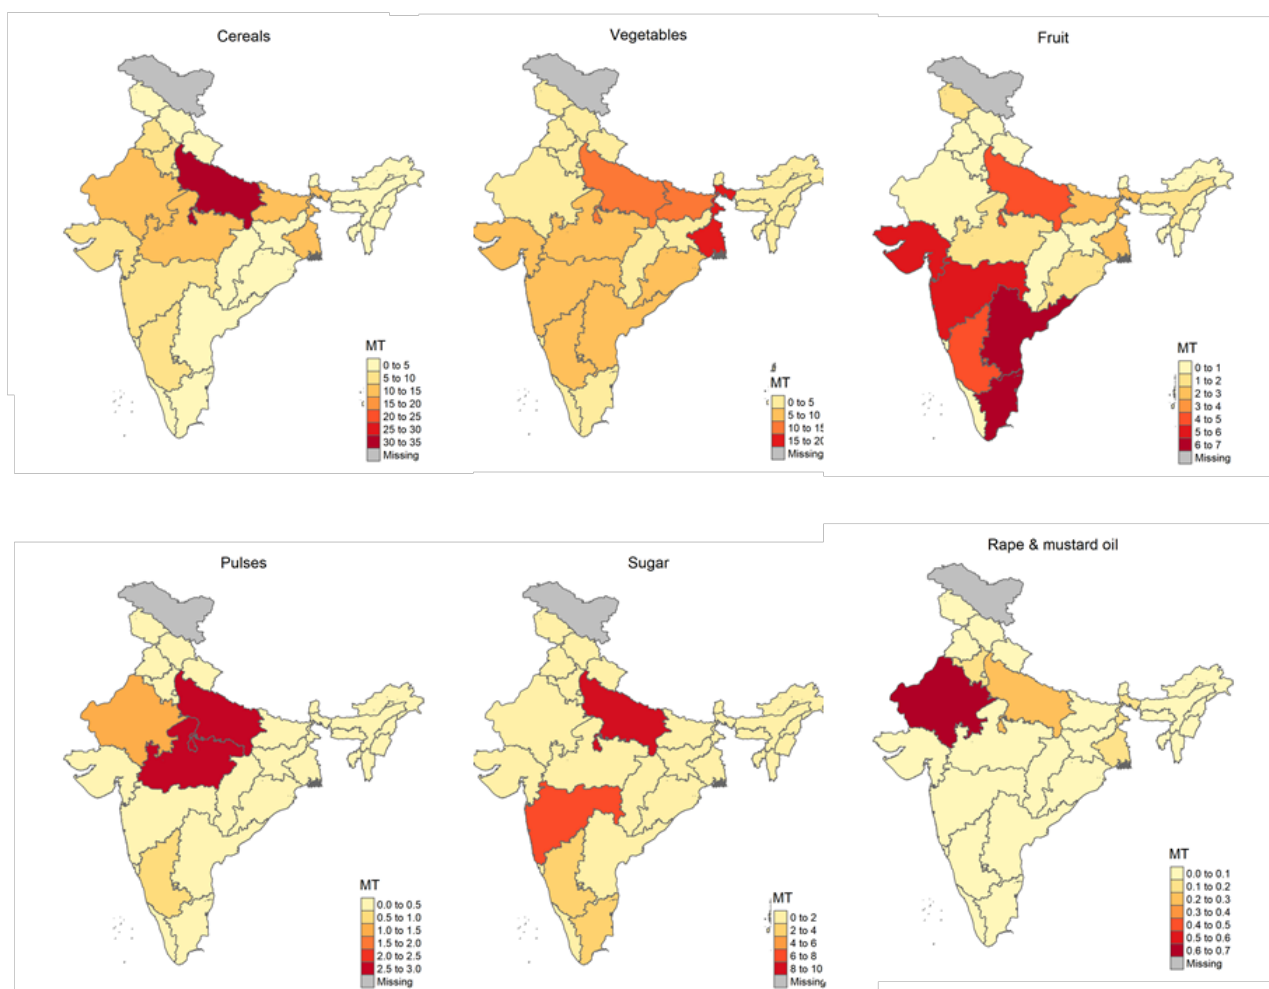 Cereals
MT
0 to 5
5 to 10
10 to 15
15 to 20
20 to 25
25 to 30
30 to 35
Missing
Vegetables
MT
0 to 5
5 to 10
10 to 15
15 to 20
Missing
Fruit
MT
0 to 1
1 to 2
2 to 3
3 to 4
4 to 5
5 to 6
6 to 7
Missing
Pulses
MT
0.0 to 0.5
0.5 to 1.0
1.0 to 1.5
1.5 to 2.0
2.0 to 2.5
2.5 to 3.0
Missing
Sugar
MT
0 to 2
2 to 4
4 to 6
6 to 8
8 to 10
Missing
Rape & mustard oil
MT
0.0 to 0.1
0.1 to 0.2
0.2 to 0.3
0.3 to 0.4
0.4 to 0.5
0.5 to 0.6
0.6 to 0.7
Missing